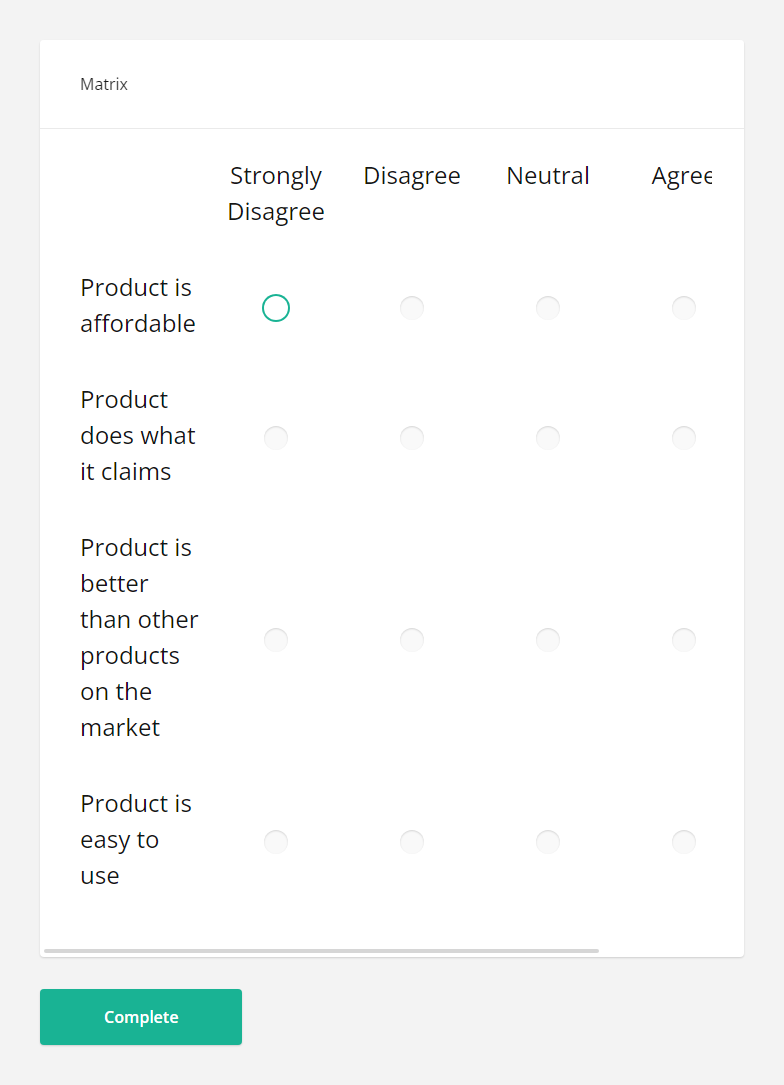 Matrix
Strongly Disagree Neutral Agree
Disagree
Product is
affordable
Product
does what
it claims
Product is
better
than other
products
on the
market
Product is
easy to
use
Complete